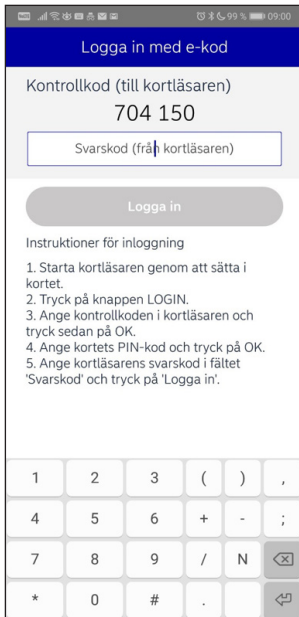 99 % 09:00
Logga in med e-kod
Kontrollkod (till kortläsaren)
704 150
Svarskod (från kortläsaren)
Logga in
Instruktioner för inloggning
1. Starta kortläsaren genom att sätta i
kortet.
2. Tryck på knappen LOGIN.
3. Ange kontrollkoden i kortläsaren och
tryck sedan på OK.
4. Ange kortets PIN-kod och tryck på OK.
5. Ange kortläsarens svarskod i fältet
'Svarskod' och tryck på 'Logga in'.
1 2 3 ( ) ,
4 5 6 + - ;
7 8 9 / N
* 0 # .